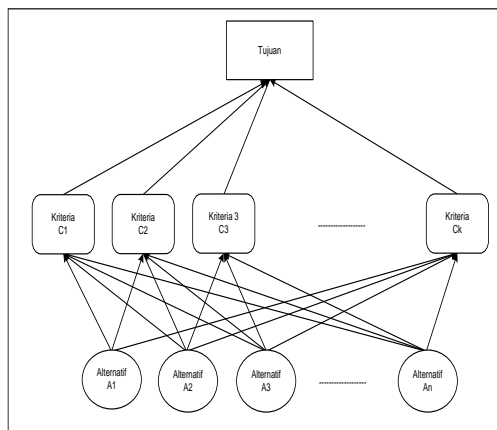 Tujuan
Kriteria
C1
Kriteria
C2
Kriteria 3
C3
--------------------
Kriteria
Ck
Alternatif
A1
Alternatif
A2
Alternatif
A3
--------------------
Alternatif
An